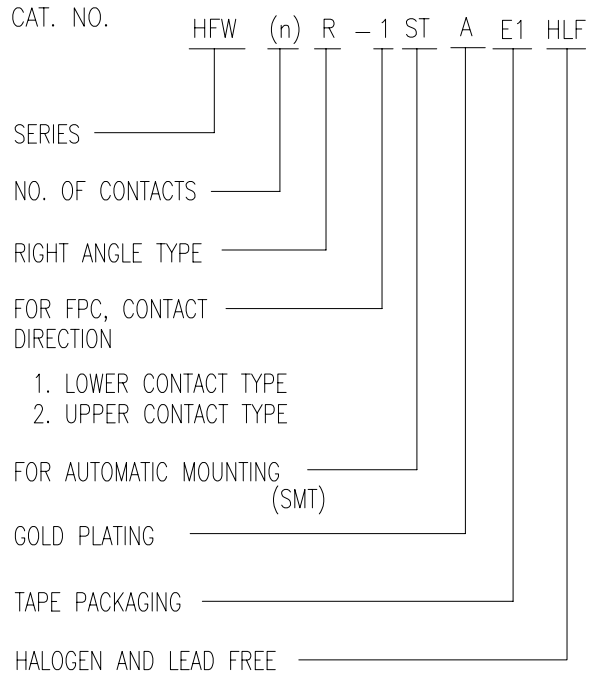 CAT. NO. HFW (n) R - 1 ST A E1 HLF
SERIES
NO. OF CONTACTS
RIGHT ANGLE TYPE
FOR FPC, CONTACT
DIRECTION
1. LOWER CONTACT TYPE
2. UPPER CONTACT TYPE
FOR AUTOMATIC MOUNTING
(SMT)
GOLD PLATING
TAPE PACKAGING
HALOGEN AND LEAD FREE